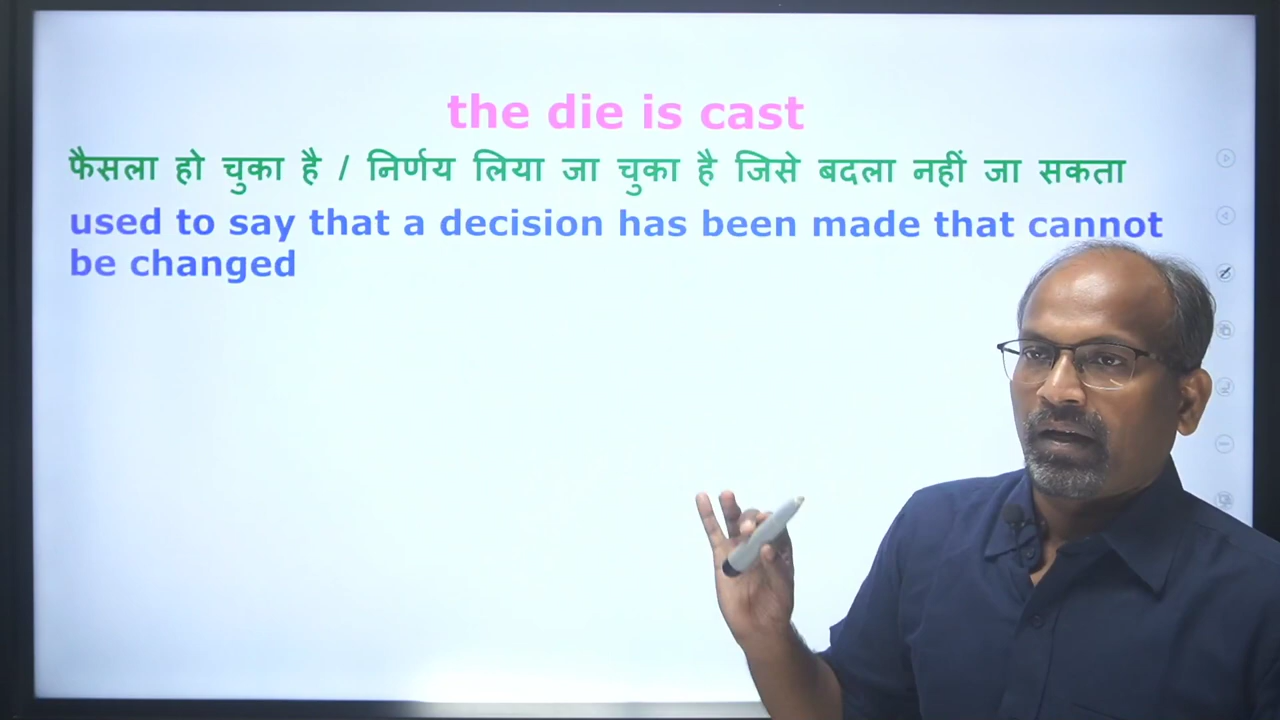 the die is cast
फैसला हो चुका है / निर्णय लिया जा चुका है जिसे बदला नहीं जा सकता
used to say that a decision has been made that cannot
be changed